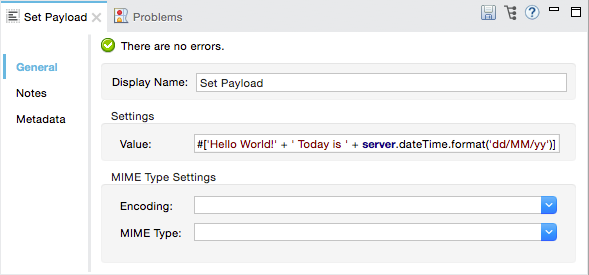 Set Payload
Problems
There are no errors.
General
Notes
Metadata
Display Name: Set Payload
Settings
Value: #['Hello World!' + ' Today is ' + server.dateTime.format('dd/MM/yy')]
MIME Type Settings
Encoding:
MIME Type: